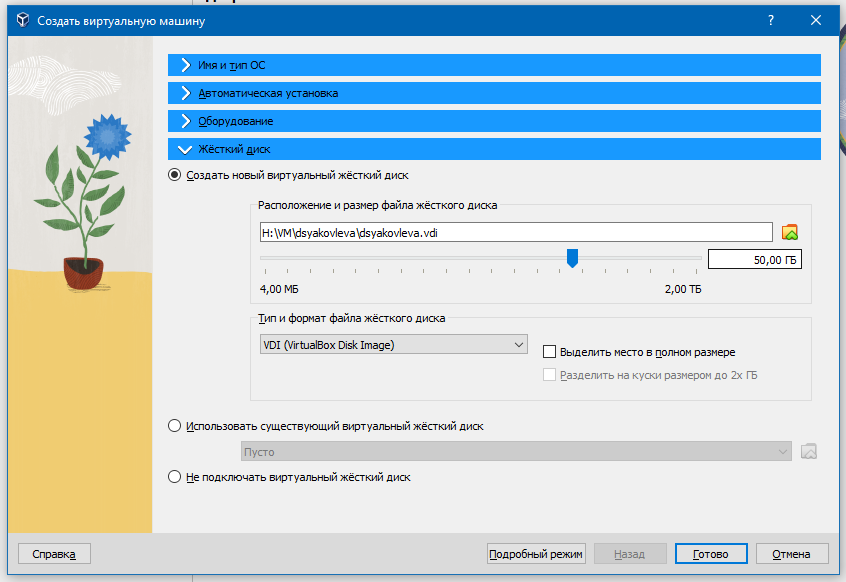 Создать виртуальную машину
Имя и тип ОС
Автоматическая установка
Оборудование
Жёсткий диск
Создать новый виртуальный жёсткий диск
Расположение и размер файла жёсткого диска
H:\VM\dsyakovleva\dsyakovleva.vdi
50,00 ГБ
4,00 МБ 2,00 ТБ
Тип и формат файла жёсткого диска
VDI (VirtualBox Disk Image)
Выделить место в полном размере
Разделить на куски размером до 2х ГБ
Использовать существующий виртуальный жёсткий диск
Пусто
Не подключать виртуальный жёсткий диск
Справка Подробный режим Назад Готово Отмена